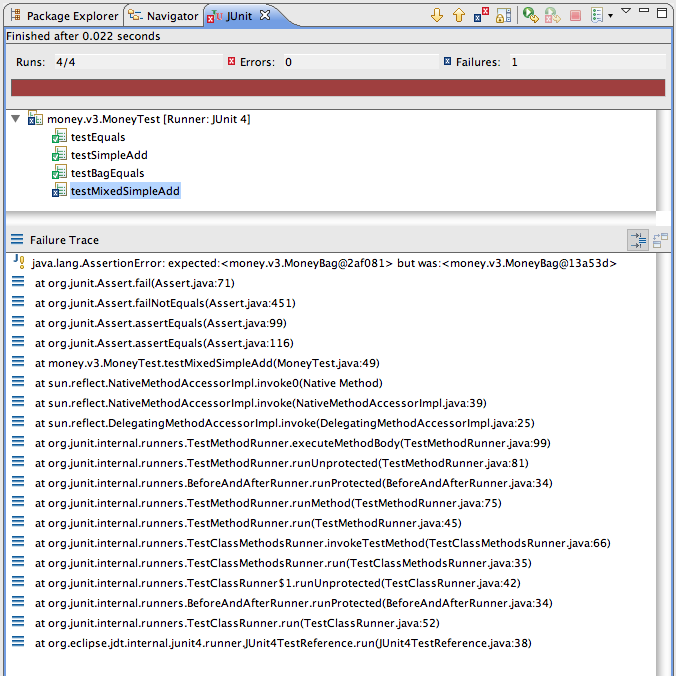 Package Explorer Navigator JUnit
Finished after 0.022 seconds
Runs: 4/4 Errors: 0 Failures: 1
money.v3.MoneyTest [Runner: JUnit 4]
testEquals
testSimpleAdd
testBagEquals
testMixedSimpleAdd
Failure Trace
java.lang.AssertionError: expected:<money.v3.MoneyBag@2af081> but was:<money.v3.MoneyBag@13a53d>
at org.junit.Assert.fail(Assert.java:71)
at org.junit.Assert.failNotEquals(Assert.java:451)
at org.junit.Assert.assertEquals(Assert.java:99)
at org.junit.Assert.assertEquals(Assert.java:116)
at money.v3.MoneyTest.testMixedSimpleAdd(MoneyTest.java:49)
at sun.reflect.NativeMethodAccessorImpl.invoke0(Native Method)
at sun.reflect.NativeMethodAccessorImpl.invoke(NativeMethodAccessorImpl.java:39)
at sun.reflect.DelegatingMethodAccessorImpl.invoke(DelegatingMethodAccessorImpl.java:25)
at org.junit.internal.runners.TestMethodRunner.executeMethodBody(TestMethodRunner.java:99)
at org.junit.internal.runners.TestMethodRunner.runUnprotected(TestMethodRunner.java:81)
at org.junit.internal.runners.BeforeAndAfterRunner.runProtected(BeforeAndAfterRunner.java:34)
at org.junit.internal.runners.TestMethodRunner.runMethod(TestMethodRunner.java:75)
at org.junit.internal.runners.TestMethodRunner.run(TestMethodRunner.java:45)
at org.junit.internal.runners.TestClassMethodsRunner.invokeTestMethod(TestClassMethodsRunner.java:66)
at org.junit.internal.runners.TestClassMethodsRunner.run(TestClassMethodsRunner.java:35)
at org.junit.internal.runners.TestClassRunner$1.runUnprotected(TestClassRunner.java:42)
at org.junit.internal.runners.BeforeAndAfterRunner.runProtected(BeforeAndAfterRunner.java:34)
at org.junit.internal.runners.TestClassRunner.run(TestClassRunner.java:52)
at org.eclipse.jdt.internal.junit4.runner.JUnit4TestReference.run(JUnit4TestReference.java:38)